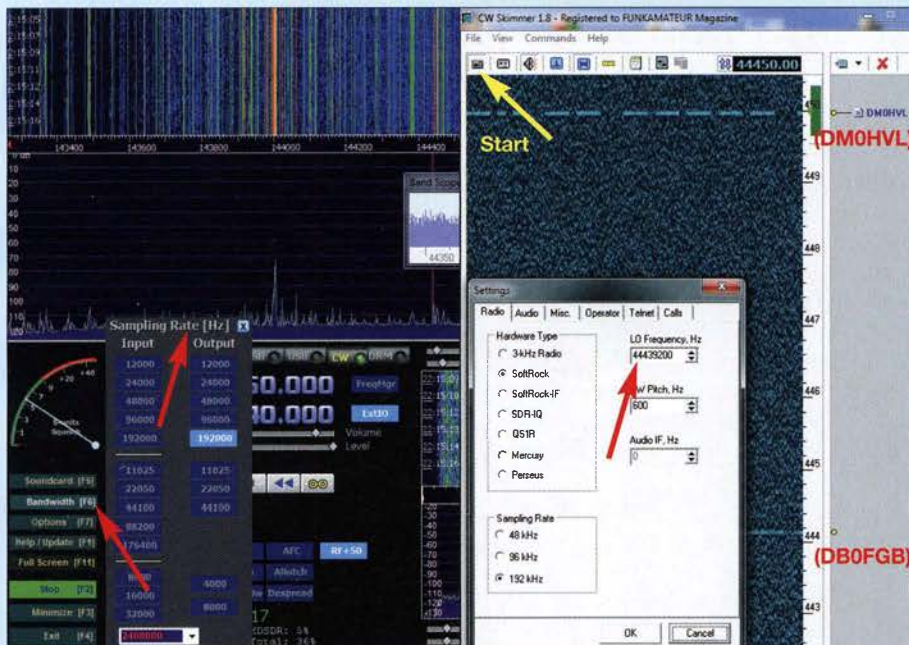 CW Skimmer 1.8 - Registered to FUNKAMATEUR Magazine
File View Commands Help
44450.00
Start
DM0HVL
(DM0HVL)
449
448
447
446
445
444
443
(DB0FGB)
143400
143600
143800
144000
144200
144400
Band Scope
44350
Sampling Rate [Hz]
Input Output
12000 12000
24000 24000
48000 48000
96000 96000
192000 192000
11025 11025
22050 22050
44100 44100
88200
176400
8000 4000
16000 8000
32000
2400000
USB CW DRM
FreqMgr
ExtIO
Volume
Level
AFC RF+50
Despread
S-units
Squelch
Soundcard [F5]
Bandwidth [F6]
Options [F7]
Help / Update [F1]
Full Screen [F11]
Stop [F2]
Minimize [F3]
Exit [F4]
Settings
Radio Audio Misc. Operator Telnet Calls
Hardware Type
3-kHz Radio
SoftRock
SoftRock-IF
SDR-IQ
QS1R
Mercury
Perseus
LO Frequency, Hz
44439200
Pitch, Hz
600
Audio IF, Hz
0
Sampling Rate
48 kHz
96 kHz
192 kHz
OK Cancel